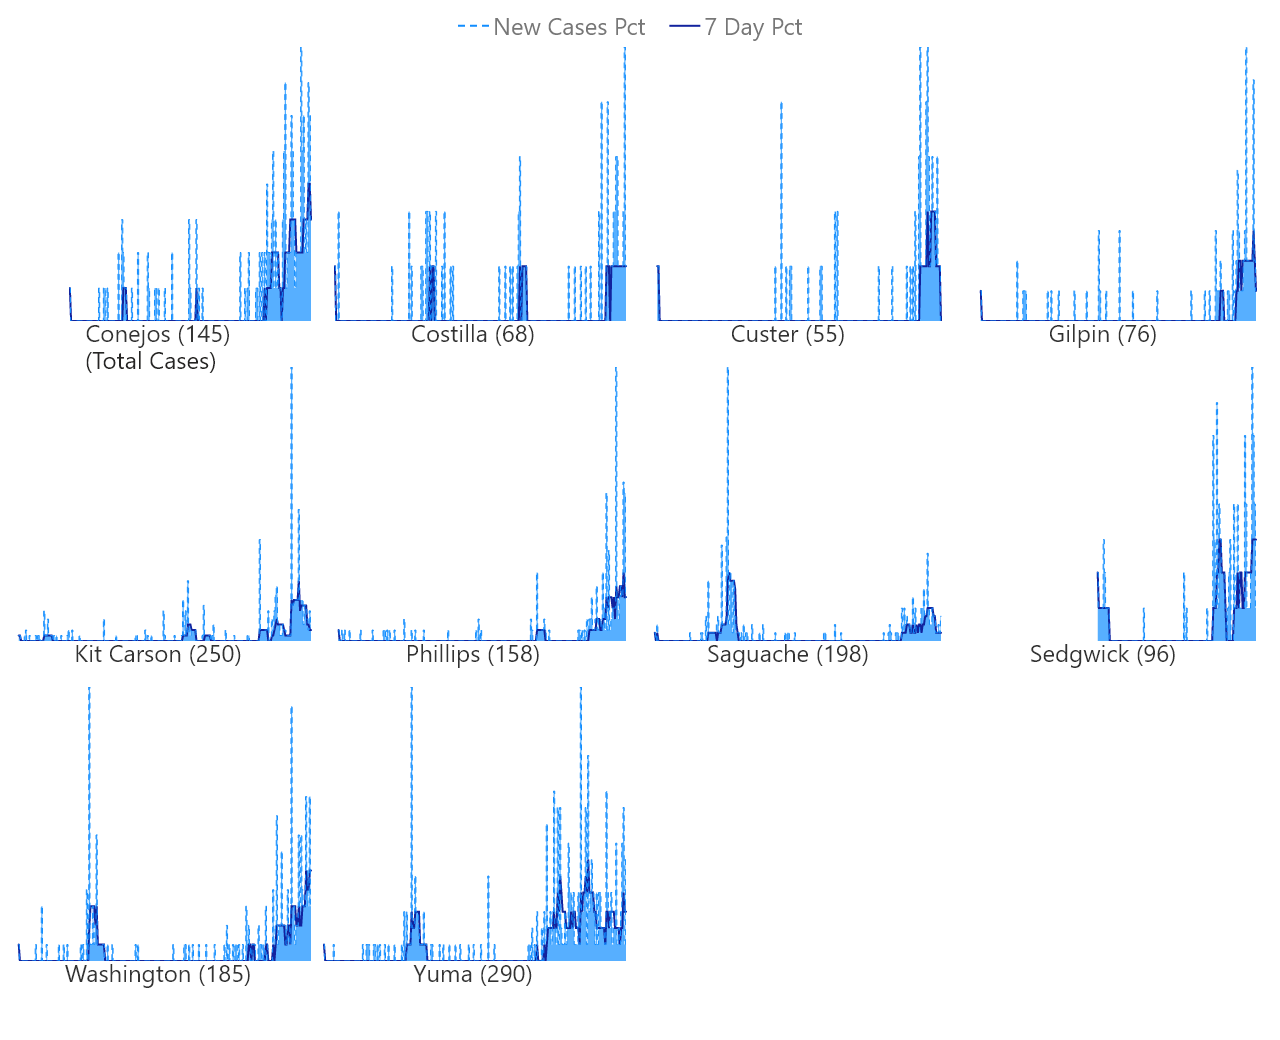 New Cases Pct 7 Day Pct
Conejos (145)
(Total Cases)
Costilla (68)
Custer (55)
Gilpin (76)
Kit Carson (250)
Phillips (158)
Saguache (198)
Sedgwick (96)
Washington (185)
Yuma (290)